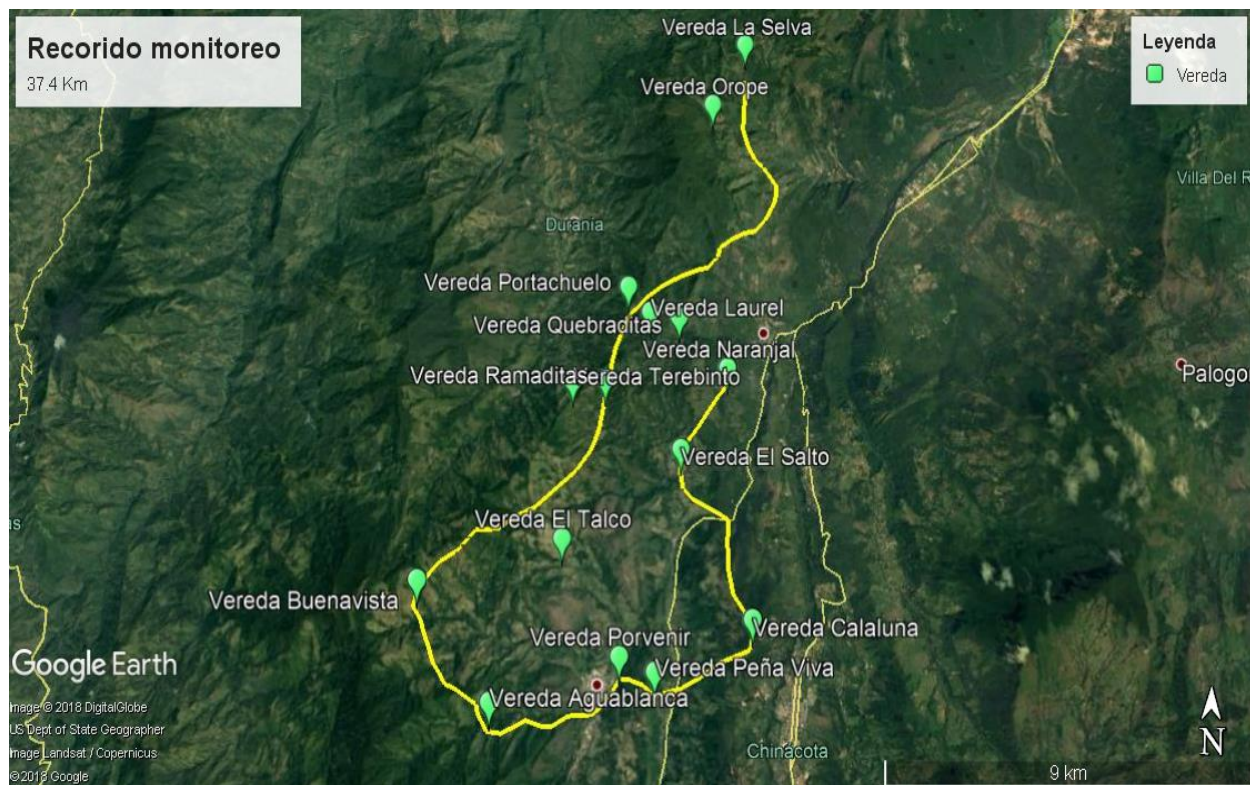 Recorido monitoreo
37.4 Km
Leyenda
Vereda
Vereda La Selva
Vereda Orope
Villa Del R
Durania
Vereda Portachuelo
Vereda Laurel
Vereda Quebraditas
Vereda Naranjal
Vereda Ramaditas
ereda Terebinto
Palogor
Vereda El Salto
Vereda El Talco
Vereda Buenavista
Vereda Calaluna
Vereda Porvenir
Vereda Peña Viva
Vereda Aguablanca
Google Earth
Image © 2018 DigitalGlobe
US Dept of State Geographer
Image Landsat / Copernicus
©2018 Google
Chinacota
N
9 km